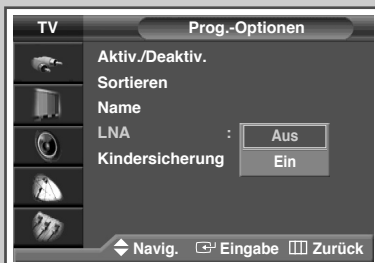 TV Prog.-Optionen
Aktiv./Deaktiv.
Sortieren
Name
LNA : Aus
Kindersicherung Ein
Navig. Eingabe Zurück